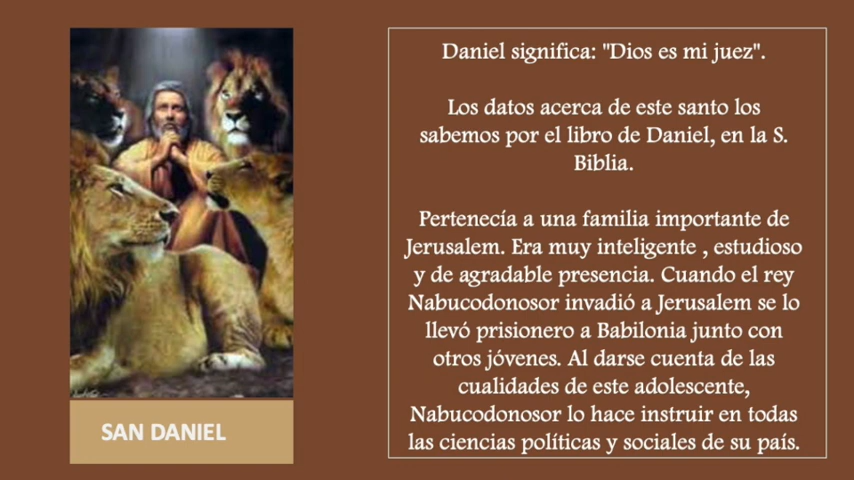 Daniel significa: "Dios es mi juez".
Los datos acerca de este santo los
sabemos por el libro de Daniel, en la S.
Biblia.
Pertenecía a una familia importante de
Jerusalem. Era muy inteligente , estudioso
y de agradable presencia. Cuando el rey
Nabucodonosor invadió a Jerusalem se lo
llevó prisionero a Babilonia junto con
otros jóvenes. Al darse cuenta de las
cualidades de este adolescente,
Nabucodonosor lo hace instruir en todas
las ciencias políticas y sociales de su país.
SAN DANIEL